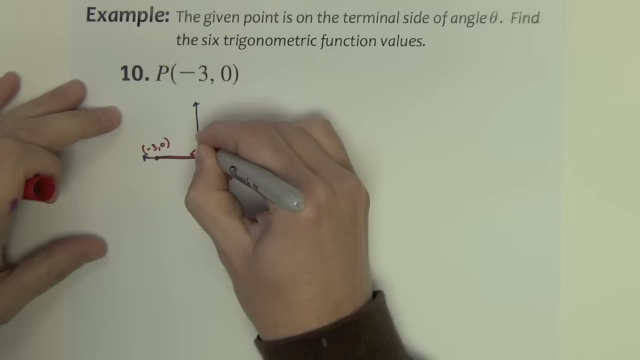 Example: The given point is on the terminal side of angle θ. Find
the six trigonometric function values.
10. P(−3, 0)
(-3,0)